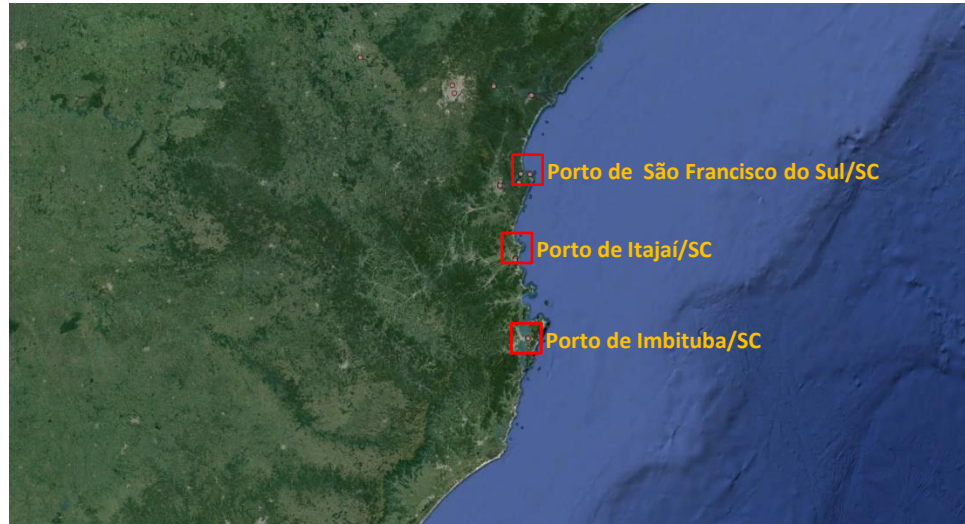 Porto de São Francisco do Sul/SC
Porto de Itajaí/SC
Porto de Imbituba/SC